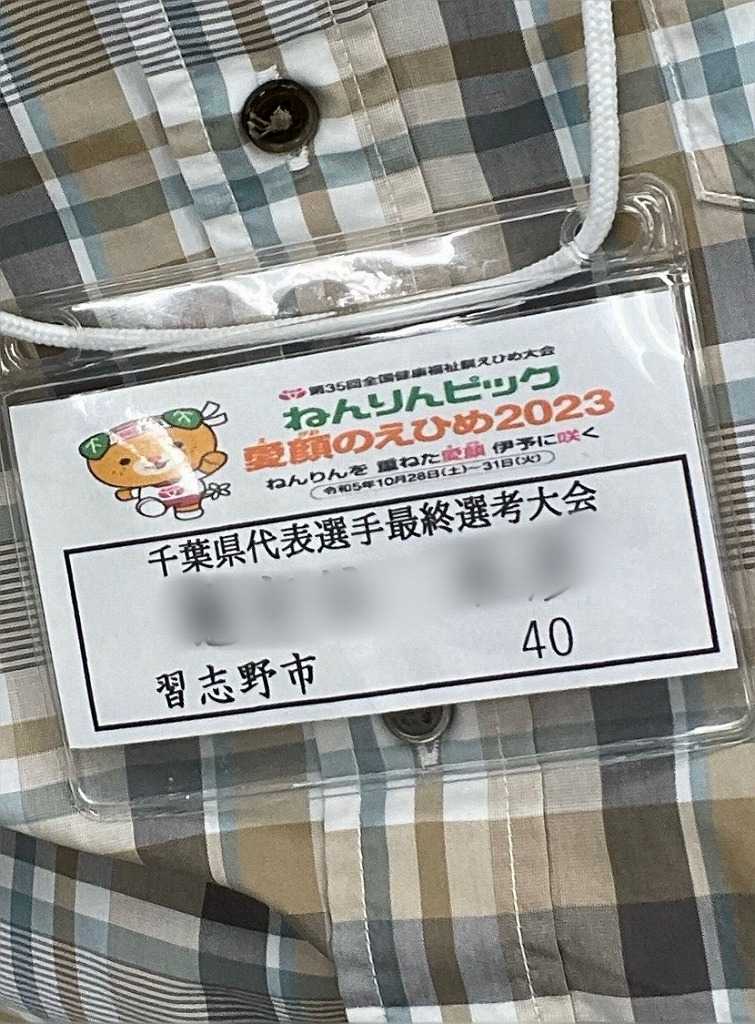 第35回全国健康福祉祭えひめ大会
ねんりんピック
愛顔のえひめ2023
えがお
ねんりんを 重ねた愛顔 伊予に咲く
令和5年10月28日(土)~31日(火)
千葉県代表選手最終選考大会
習志野市 40